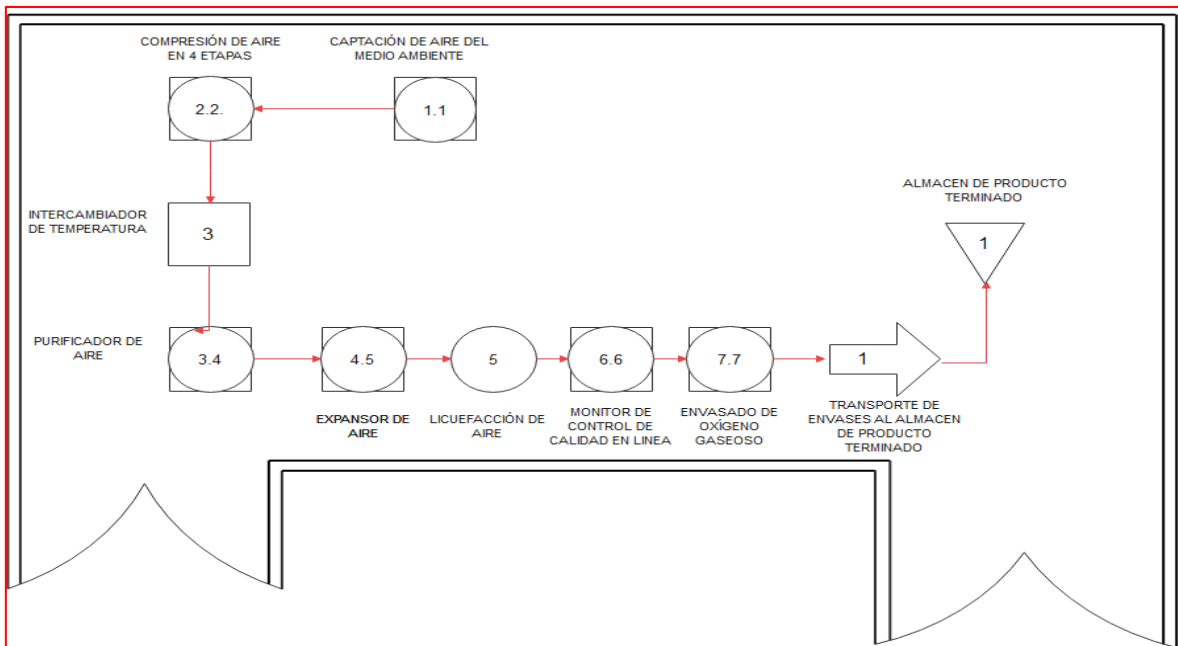 COMPRESIÓN DE AIRE
EN 4 ETAPAS
CAPTACIÓN DE AIRE DEL
MEDIO AMBIENTE
2.2.
1.1
INTERCAMBIADOR
DE TEMPERATURA
3
ALMACEN DE PRODUCTO
TERMINADO
1
PURIFICADOR DE
AIRE
3.4
4.5
5
6.6
7.7
1
EXPANSOR DE
AIRE
LICUEFACCIÓN DE
AIRE
MONITOR DE
CONTROL DE
CALIDAD EN LINEA
ENVASADO DE
OXÍGENO
GASEOSO
TRANSPORTE DE
ENVASES AL ALMACEN
DE PRODUCTO
TERMINADO